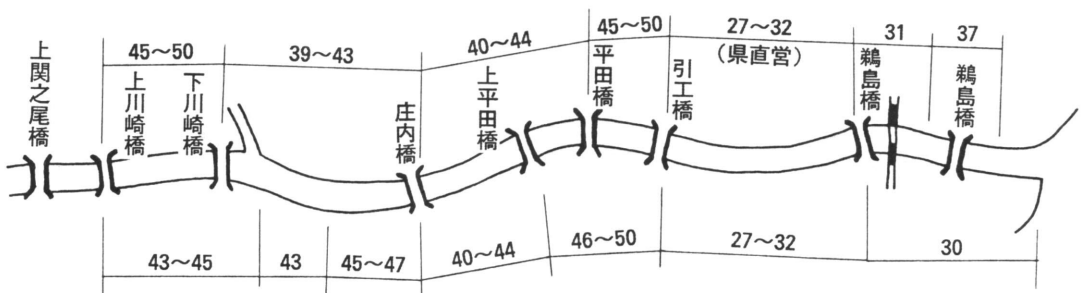 45〜50
39〜43
40〜44
45〜50
27〜32
(県直営)
31
37
上関之尾橋
上川崎橋
下川崎橋
庄内橋
上平田橋
平田橋
引工橋
鵜島橋
鵜島橋
43〜45
43
45〜47
40〜44
46〜50
27〜32
30